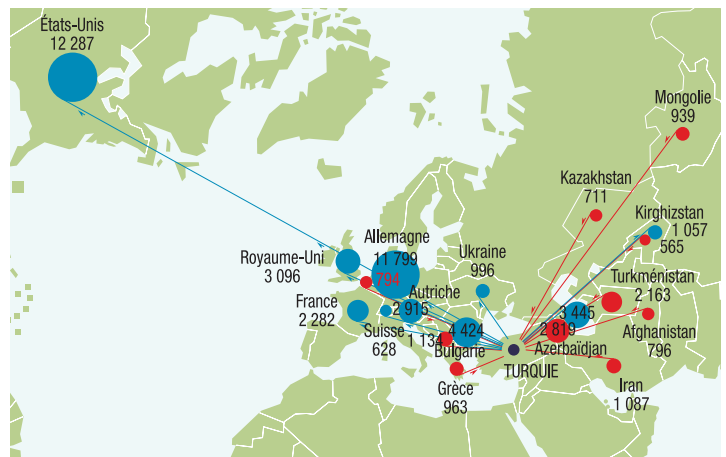 États-Unis
12 287
Mongolie
939
Kazakhstan
711
Kirghizstan
1 057
565
Allemagne
11 799
794
Royaume-Uni
3 096
Ukraine
996
Turkménistan
2 163
Autriche
2 915
France
2 282
3 445
2 819
Suisse
628
1 134
4 424
Bulgarie
Azerbaïdjan
Afghanistan
796
TURQUIE
Grèce
963
Iran
1 087